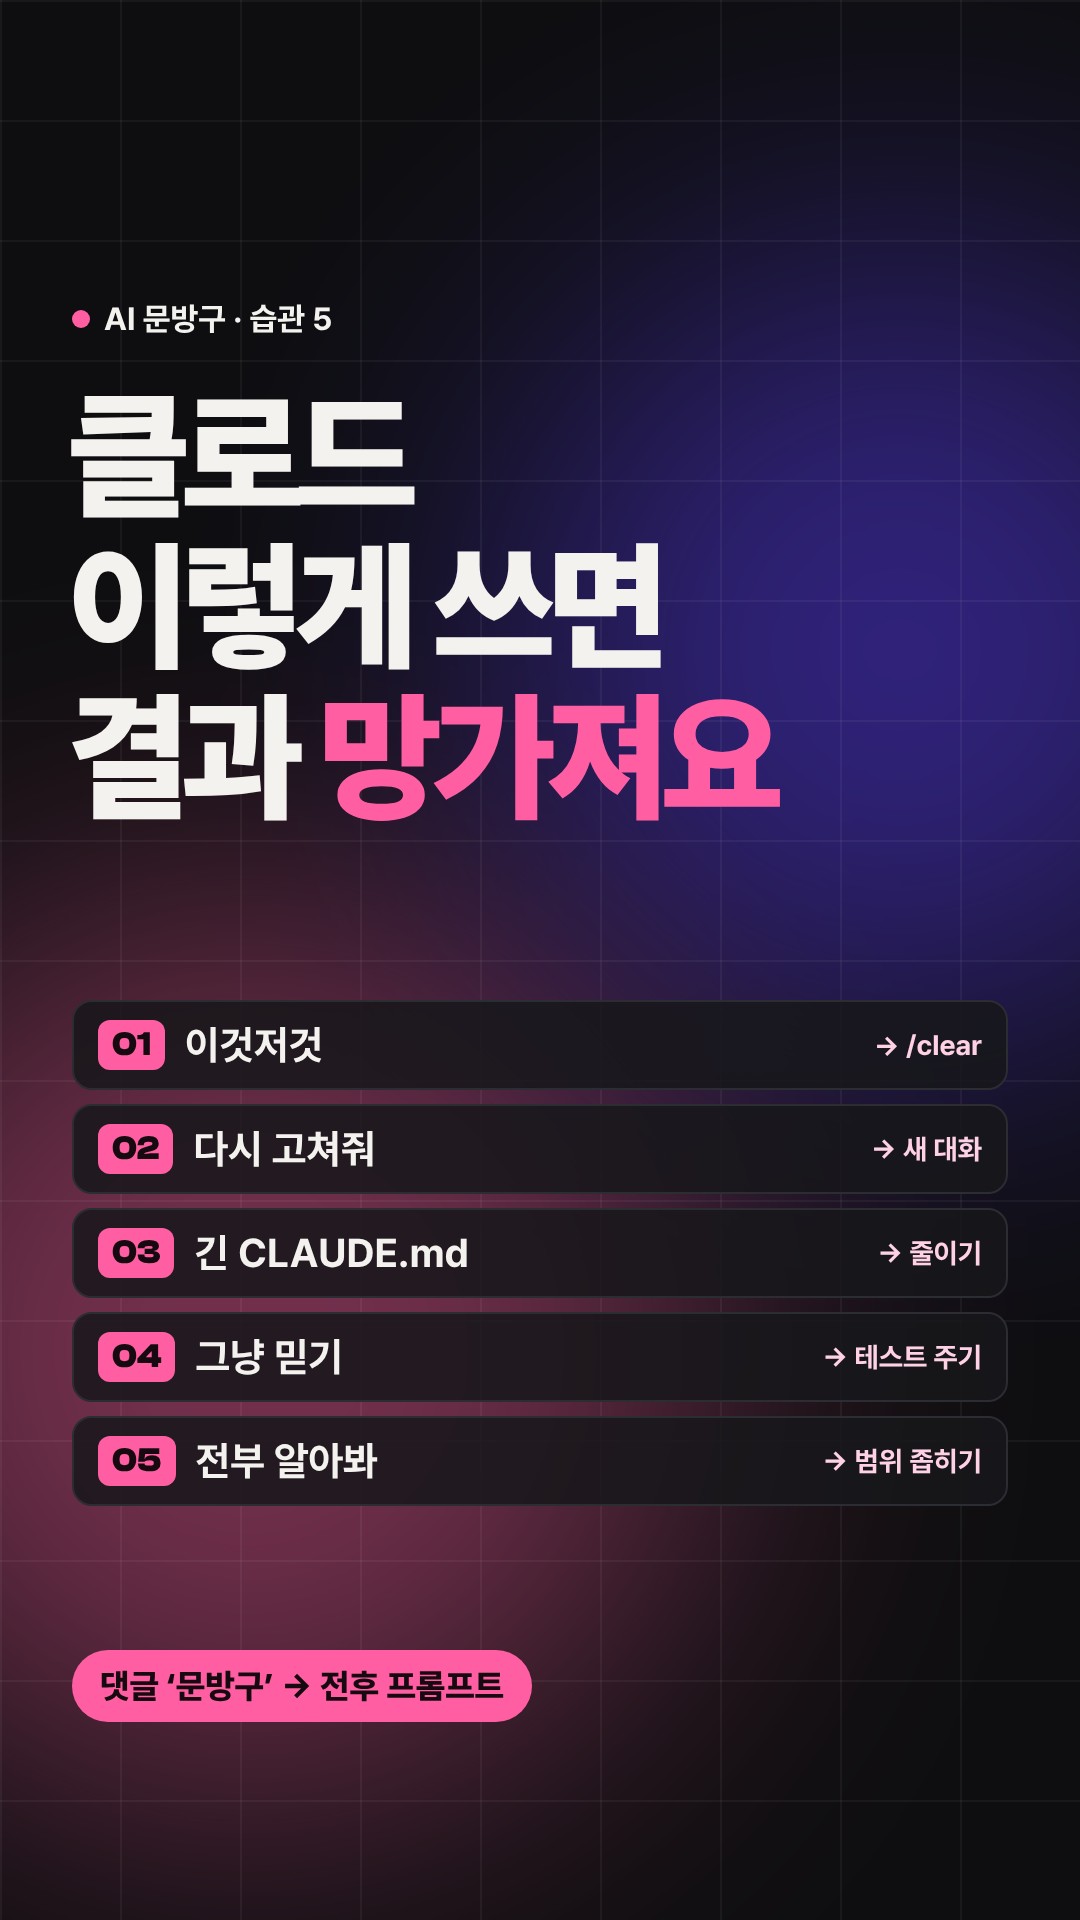 AI 문방구 · 습관 5
클로드
이렇게 쓰면
결과 망가져요
01 이것저것 → /clear
02 다시 고쳐줘 → 새 대화
03 긴 CLAUDE.md → 줄이기
04 그냥 믿기 → 테스트 주기
05 전부 알아봐 → 범위 좁히기
댓글 ‘문방구’ → 전후 프롬프트